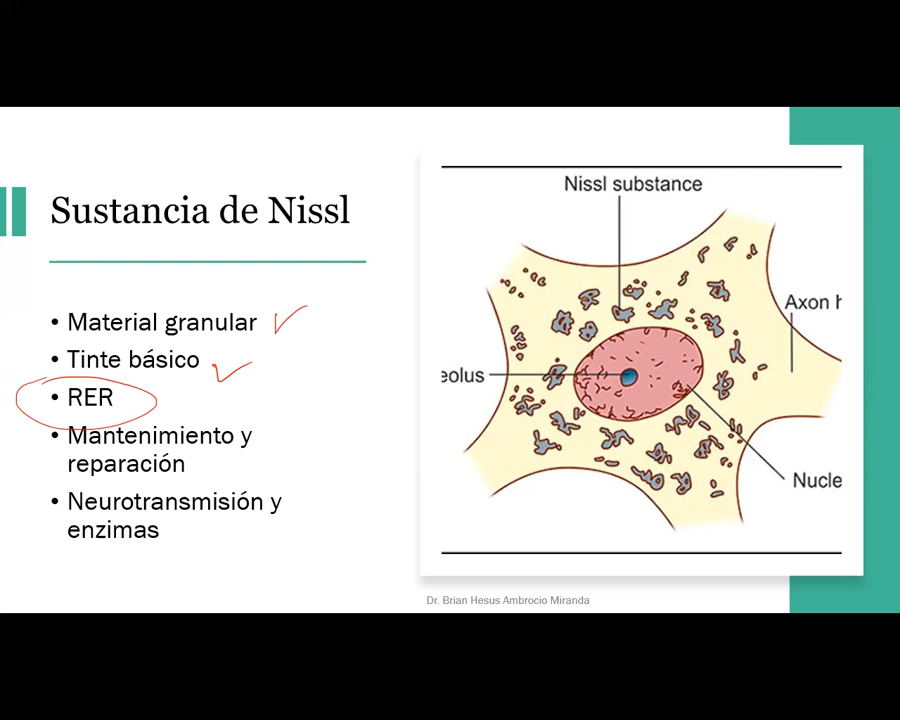 Sustancia de Nissl
• Material granular
• Tinte básico
• RER
• Mantenimiento y
reparación
• Neurotransmisión y
enzimas
Nissl substance
Axon h
eolus
Nucle
Dr. Brian Hesus Ambrocio Miranda